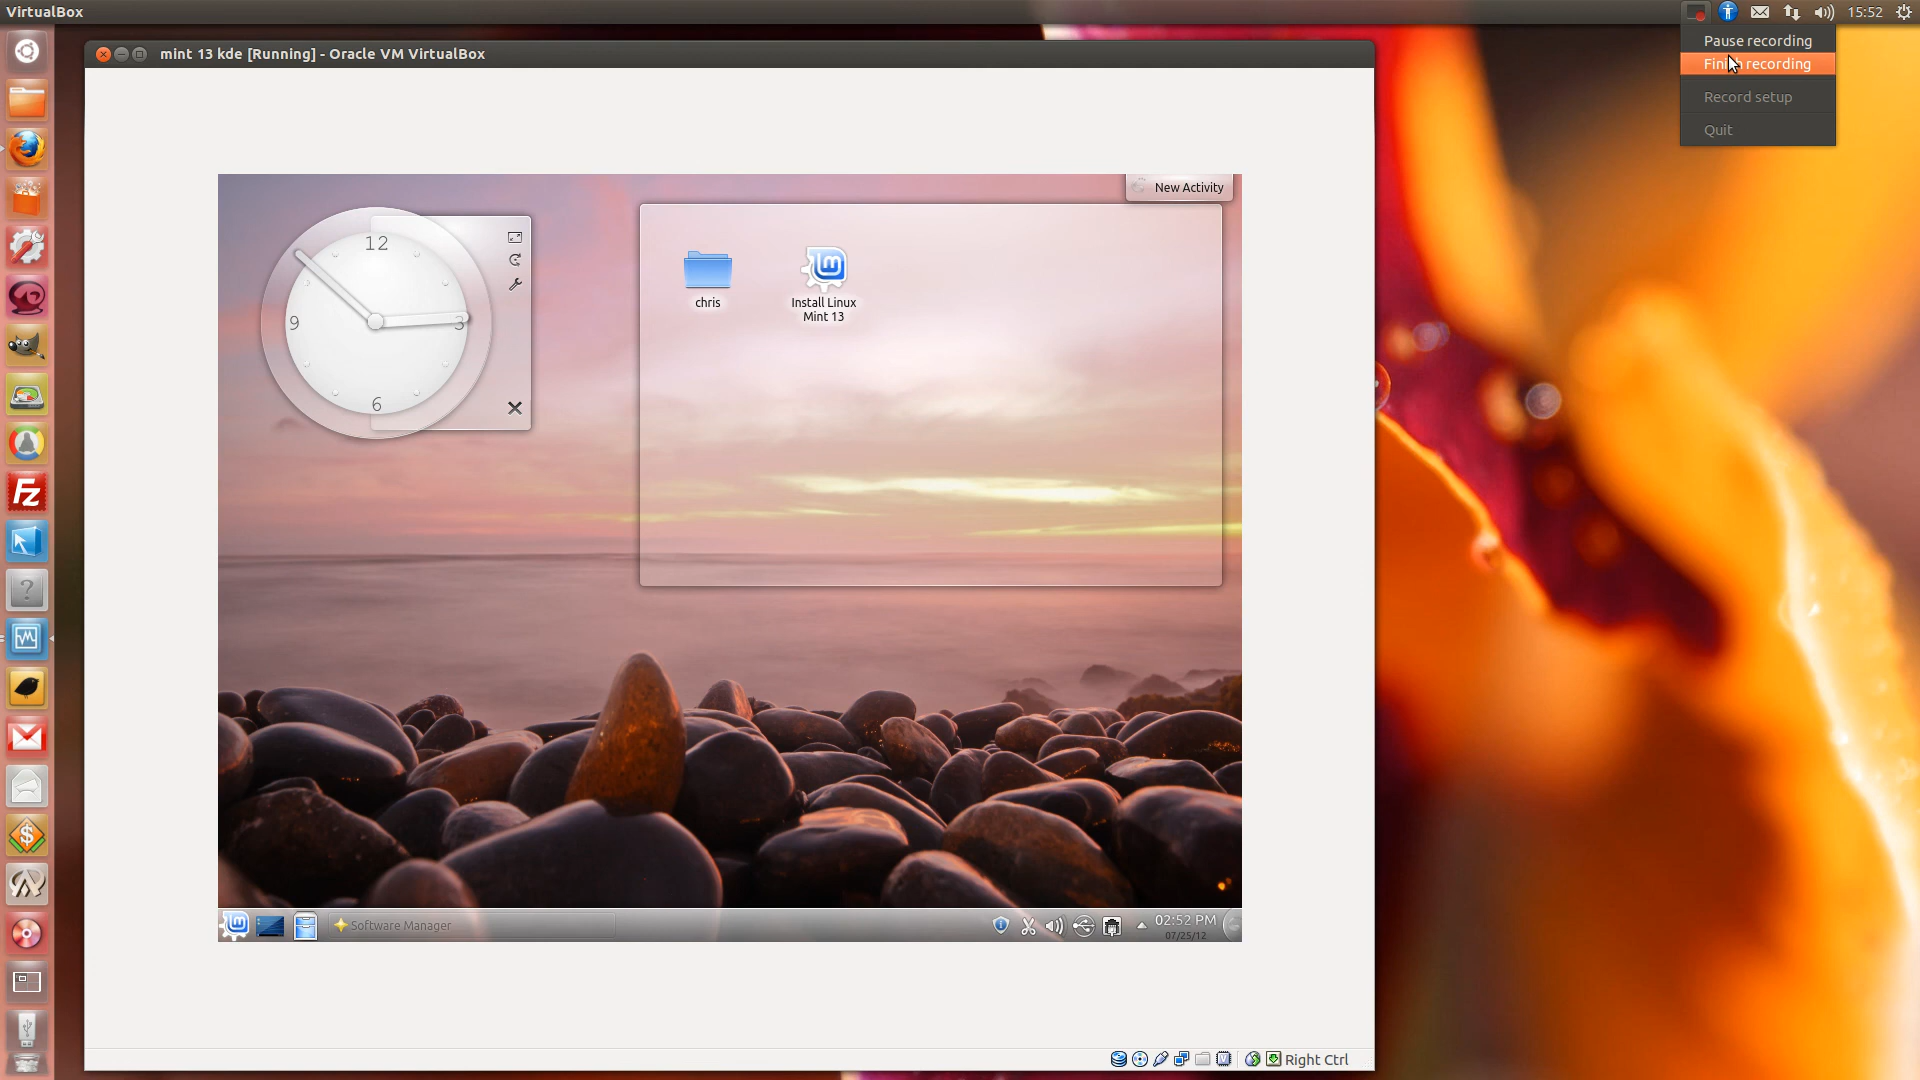 VirtualBox
15:52
Pause recording
Finish recording
Record setup
Quit
mint 13 kde [Running] - Oracle VM VirtualBox
New Activity
12
9
3
6
chris
Install Linux
Mint 13
Fz
Software Manager
02:52 PM
07/25/12
Right Ctrl